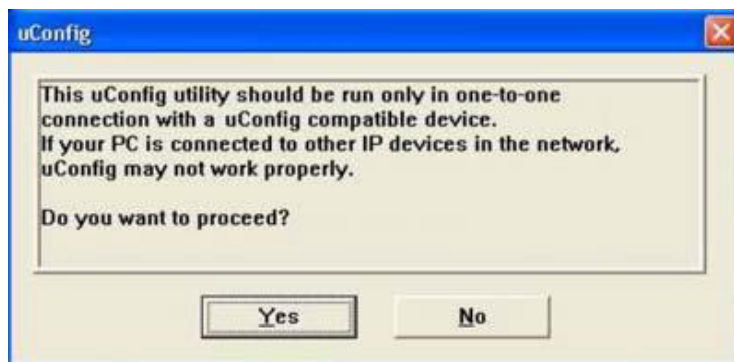 uConfig
This uConfig utility should be run only in one-to-one
connection with a uConfig compatible device.
If your PC is connected to other IP devices in the network,
uConfig may not work properly.
Do you want to proceed?
Yes No